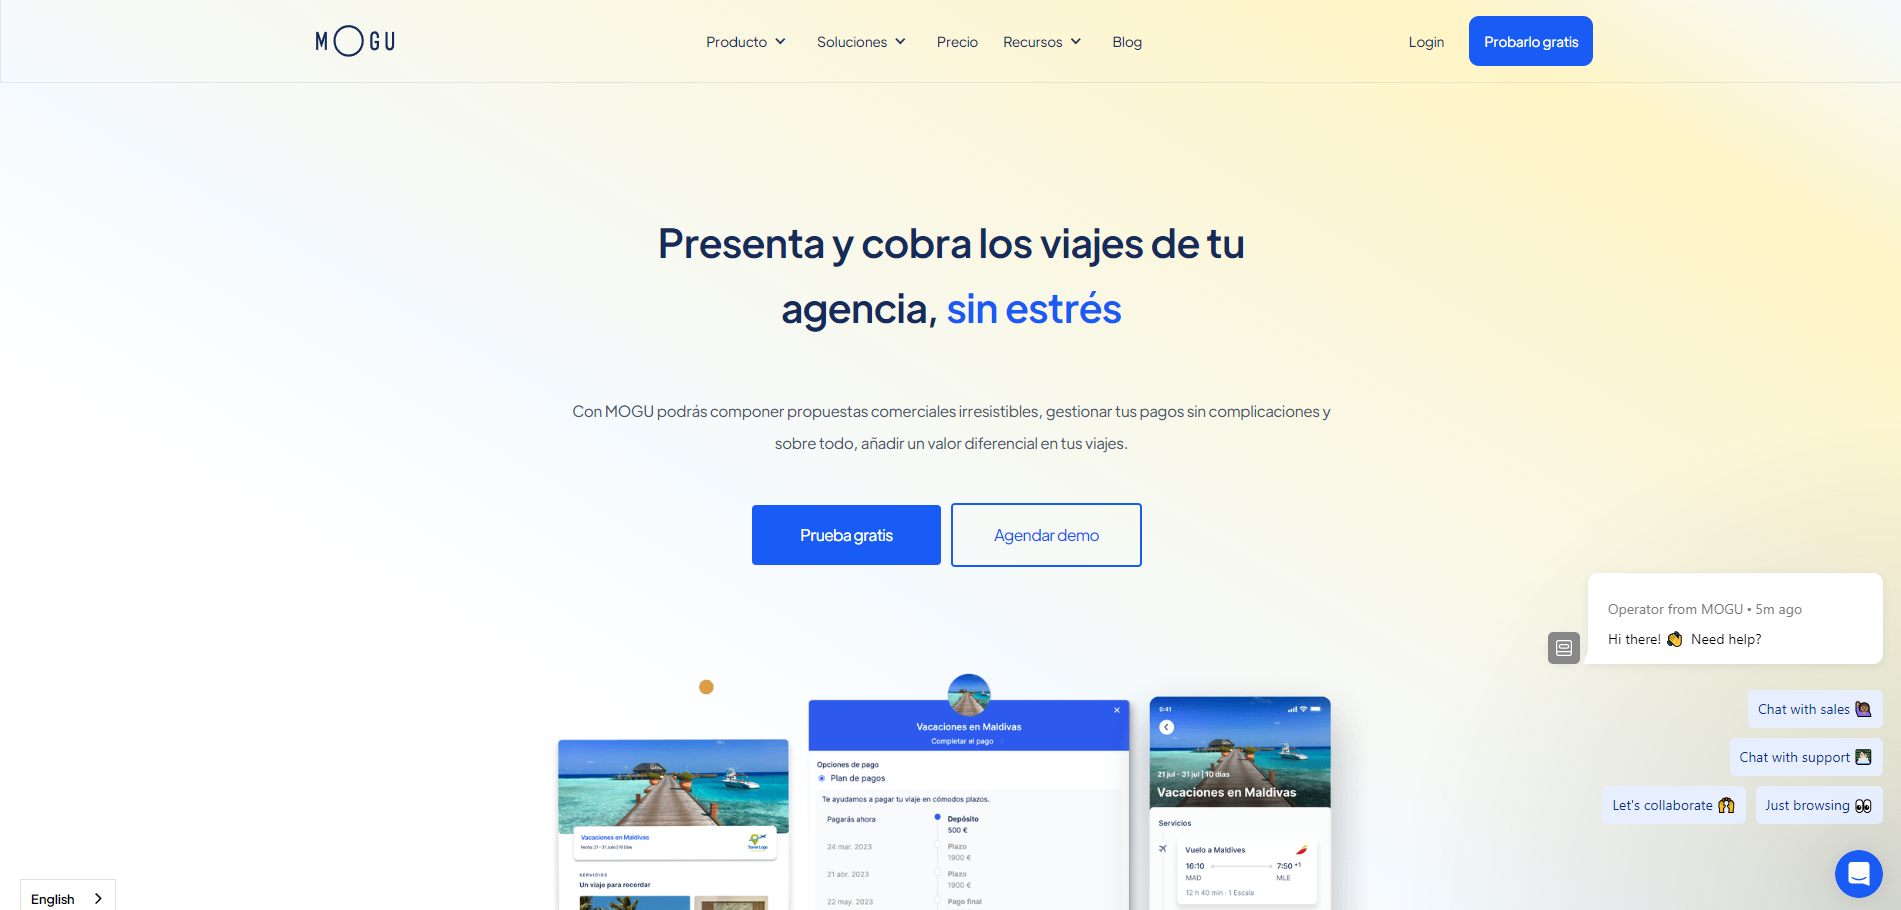 MOGU
Producto
Soluciones
Precio
Recursos
Blog
Login
Probarlo gratis
Presenta y cobra los viajes de tu
agencia, sin estrés
Con MOGU podrás componer propuestas comerciales irresistibles, gestionar tus pagos sin complicaciones y
sobre todo, añadir un valor diferencial en tus viajes.
Prueba gratis
Agendar demo
Vacaciones en Maldivas
Fecha: 21 - 31 Julio | 10 Días
Travel Logo
SERVICIOS
Un viaje para recordar
Vacaciones en Maldivas
Completar el pago
Opciones de pago
Plan de pagos
Te ayudamos a pagar tu viaje en cómodos plazos.
Pagarás ahora
Depósito
500 €
24 mar. 2023
Plazo
1900 €
21 abr. 2023
Plazo
1900 €
22 may. 2023
Pago final
9:41
21 jul - 31 jul | 10 días
Vacaciones en Maldivas
Servicios
Vuelo a Maldives
16:10
7:50 +1
MAD
MLE
12 h 40 min · 1 Escala
Operator from MOGU • 5m ago
Hi there! 👏 Need help?
Chat with sales
Chat with support
Let's collaborate
Just browsing 👀
English